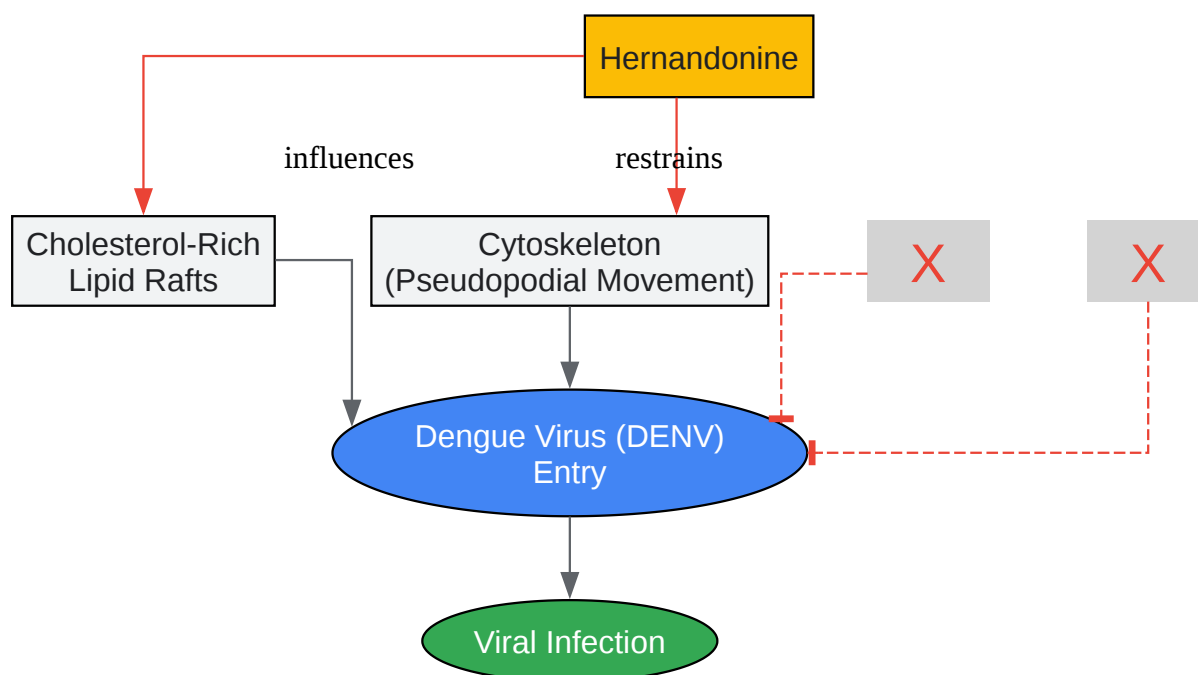 Hernandonine
influences
restrains
Cholesterol-Rich
Lipid Rafts
Cytoskeleton
(Pseudopodial Movement)
X
X
Dengue Virus (DENV)
Entry
Viral Infection